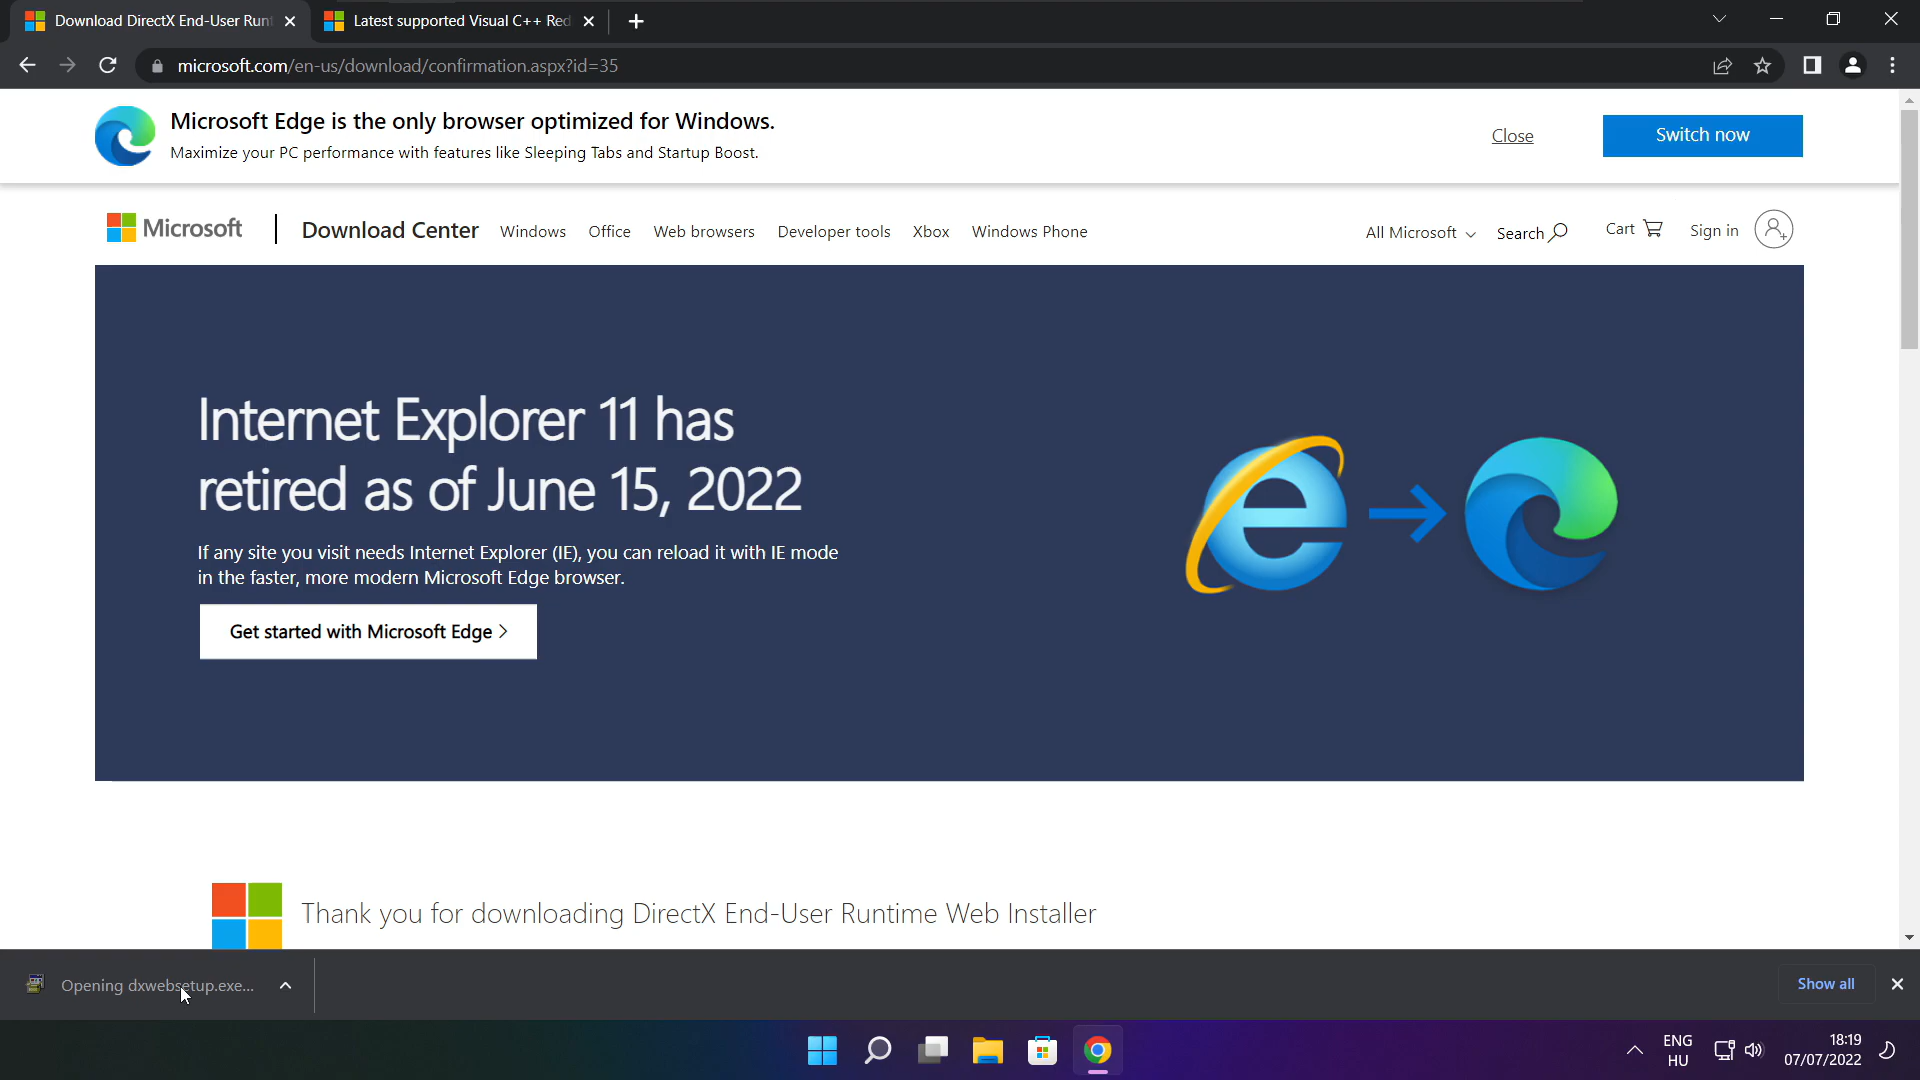 Download DirectX End-User Runt
Latest supported Visual C++ Red
microsoft.com/en-us/download/confirmation.aspx?id=35
Microsoft Edge is the only browser optimized for Windows.
Maximize your PC performance with features like Sleeping Tabs and Startup Boost.
Close
Switch now
Microsoft
Download Center
Windows
Office
Web browsers
Developer tools
Xbox
Windows Phone
All Microsoft
Search
Cart
Sign in
Internet Explorer 11 has
retired as of June 15, 2022
If any site you visit needs Internet Explorer (IE), you can reload it with IE mode
in the faster, more modern Microsoft Edge browser.
Get started with Microsoft Edge >
Thank you for downloading DirectX End-User Runtime Web Installer
Opening dxwebsetup.exe...
Show all
ENG
HU
18:19
07/07/2022